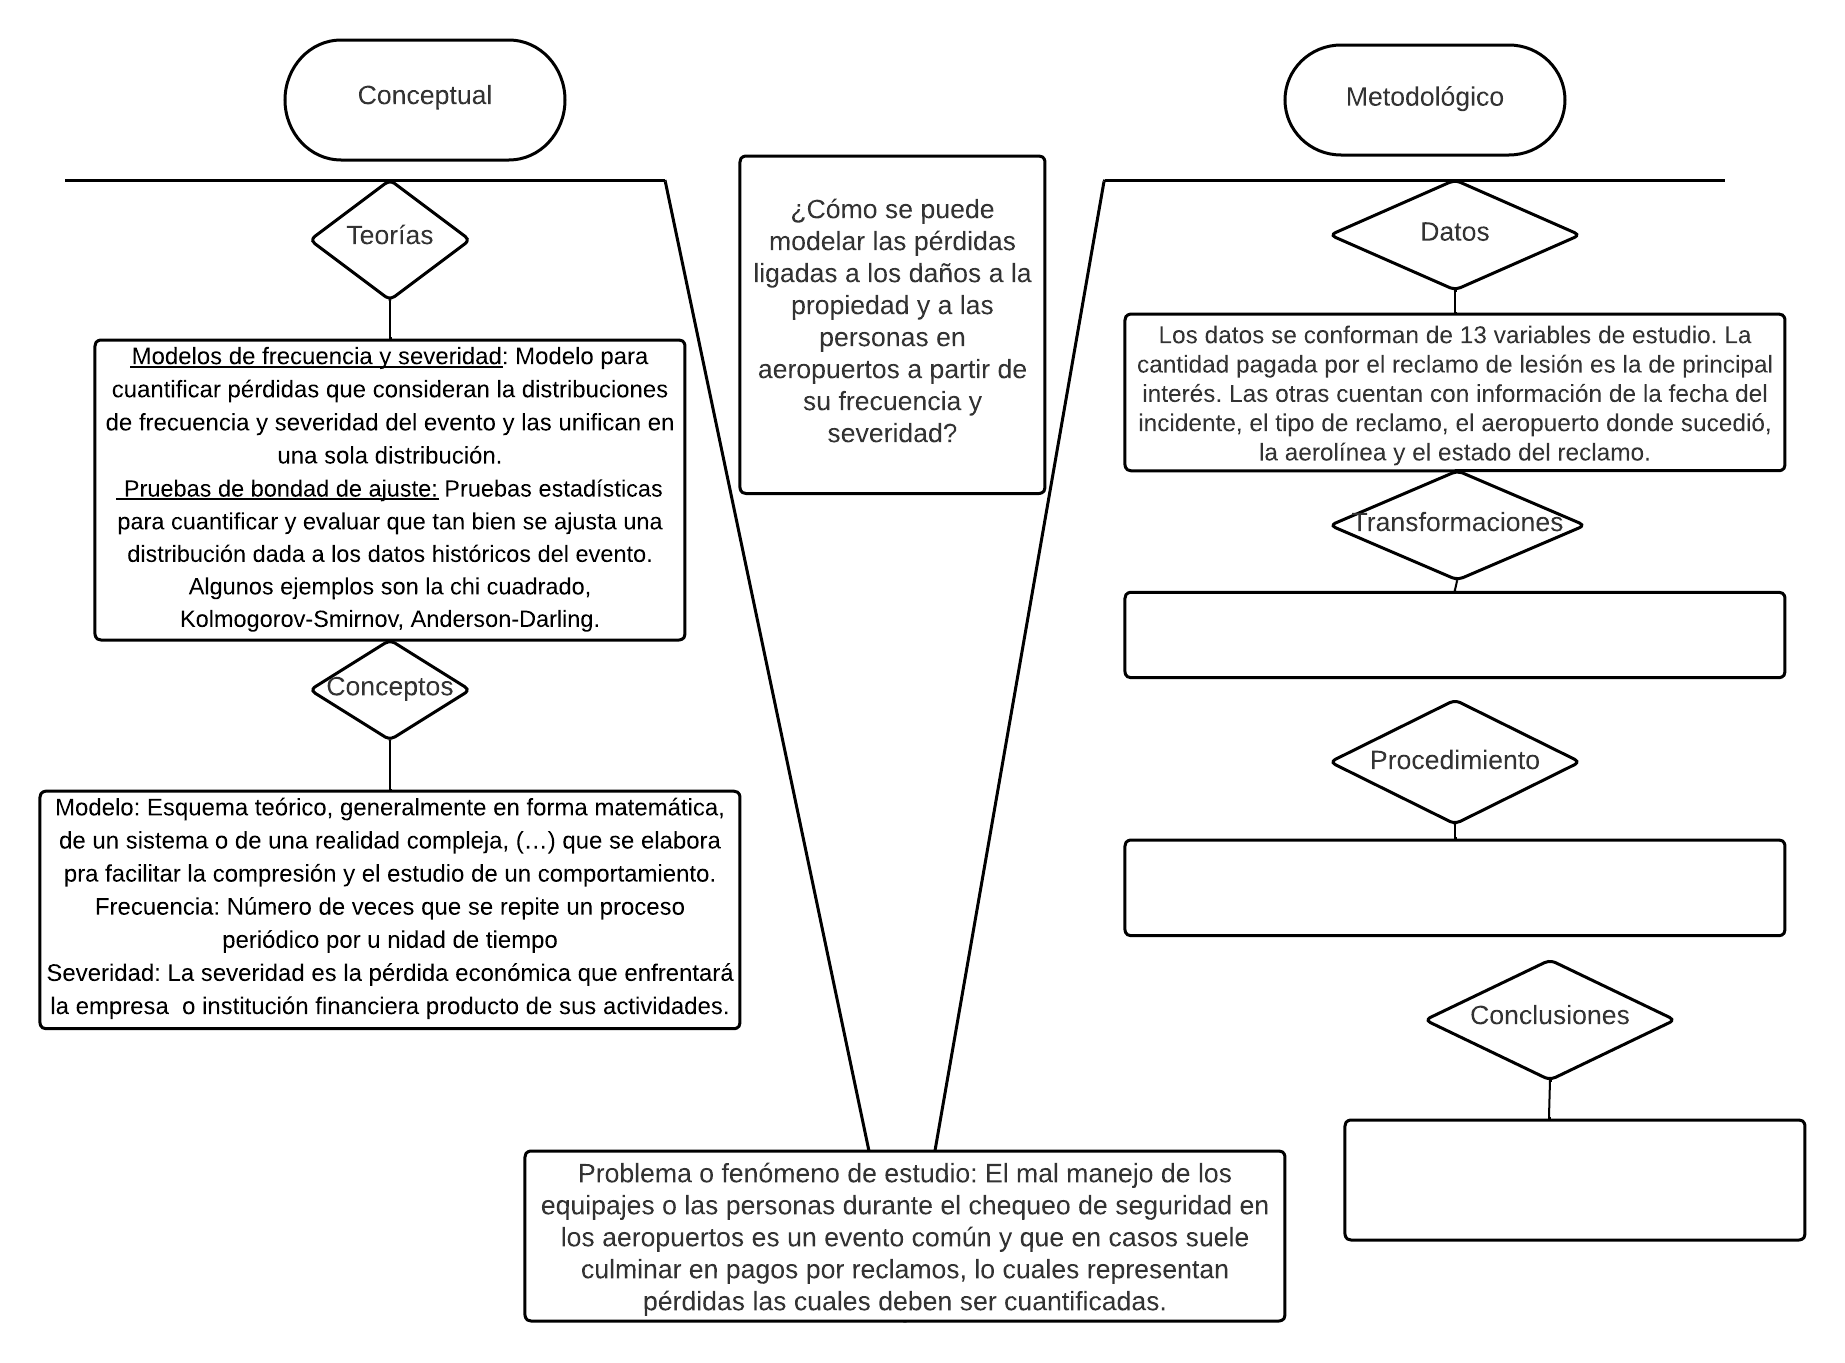 Conceptual
Teorías
Modelos de frecuencia y severidad: Modelo para
cuantificar pérdidas que consideran la distribuciones
de frecuencia y severidad del evento y las unifican en
una sola distribución.
Pruebas de bondad de ajuste: Pruebas estadísticas
para cuantificar y evaluar que tan bien se ajusta una
distribución dada a los datos históricos del evento.
Algunos ejemplos son la chi cuadrado,
Kolmogorov-Smirnov, Anderson-Darling.
Conceptos
Modelo: Esquema teórico, generalmente en forma matemática,
de un sistema o de una realidad compleja, (…) que se elabora
pra facilitar la compresión y el estudio de un comportamiento.
Frecuencia: Número de veces que se repite un proceso
periódico por u nidad de tiempo
Severidad: La severidad es la pérdida económica que enfrentará
la empresa  o institución financiera producto de sus actividades.
¿Cómo se puede
modelar las pérdidas
ligadas a los daños a la
propiedad y a las
personas en
aeropuertos a partir de
su frecuencia y
severidad?
Metodológico
Datos
Los datos se conforman de 13 variables de estudio. La
cantidad pagada por el reclamo de lesión es la de principal
interés. Las otras cuentan con información de la fecha del
incidente, el tipo de reclamo, el aeropuerto donde sucedió,
la aerolínea y el estado del reclamo.
Transformaciones
Procedimiento
Conclusiones
Problema o fenómeno de estudio: El mal manejo de los
equipajes o las personas durante el chequeo de seguridad en
los aeropuertos es un evento común y que en casos suele
culminar en pagos por reclamos, lo cuales representan
pérdidas las cuales deben ser cuantificadas.